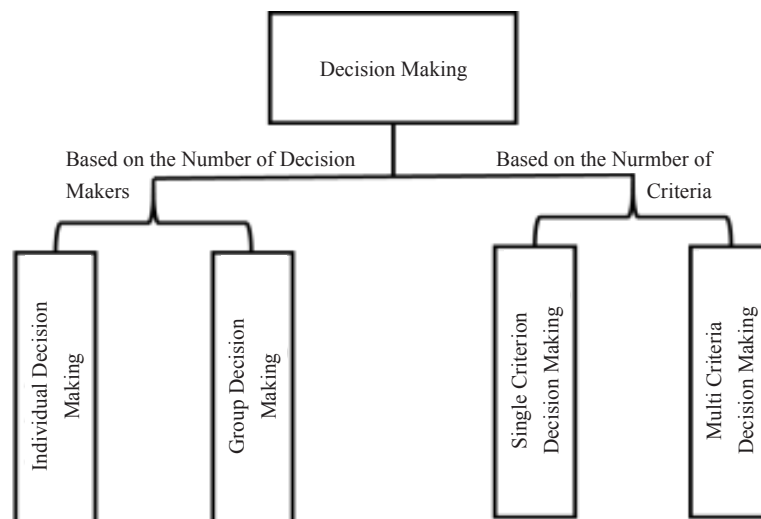 Decision Making
Based on the Number of Decision
Makers
Based on the Nurmber of
Criteria
Individual Decision
Making
Group Decision
Making
Single Criterion
Decision Making
Multi Criteria
Decision Making